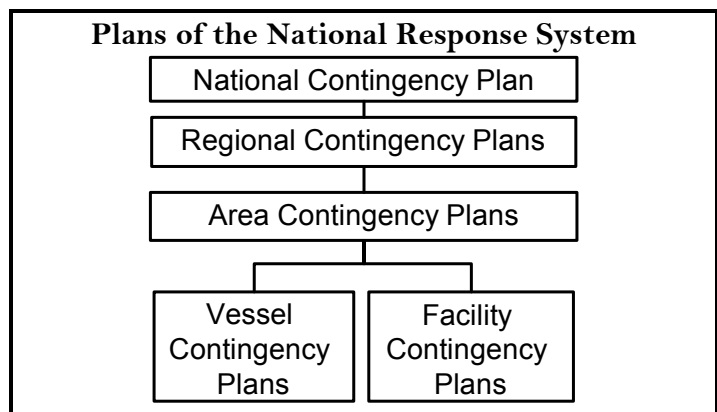 Plans of the National Response System
National Contingency Plan
Regional Contingency Plans
Area Contingency Plans
Vessel
Contingency
Plans
Facility
Contingency
Plans